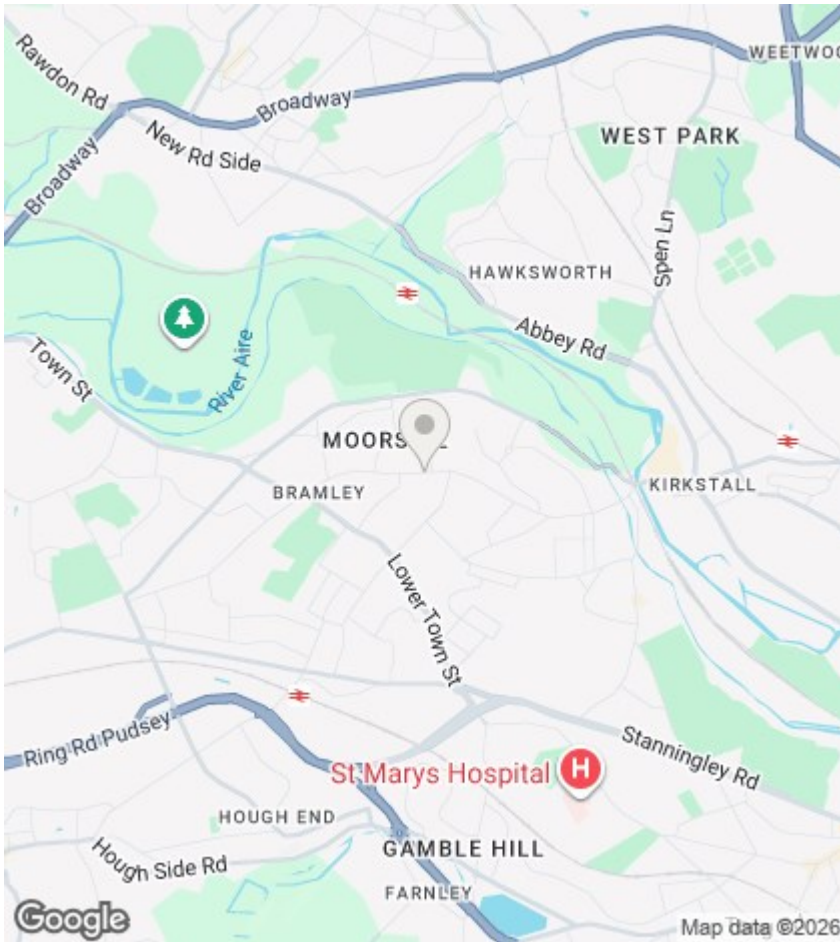 Rawdon Rd
WEETWOO
Broadway
WEST PARK
New Rd Side
Broadway
Spen Ln
HAWKSWORTH
Abbey Rd
River Aire
Town St
MOORS
BRAMLEY
KIRKSTALL
Lower Town St
Ring Rd Pudsey
Stanningley Rd
St Marys Hospital H
HOUGH END
Hough Side Rd
GAMBLE HILL
FARNLEY
Google
Map data ©2026